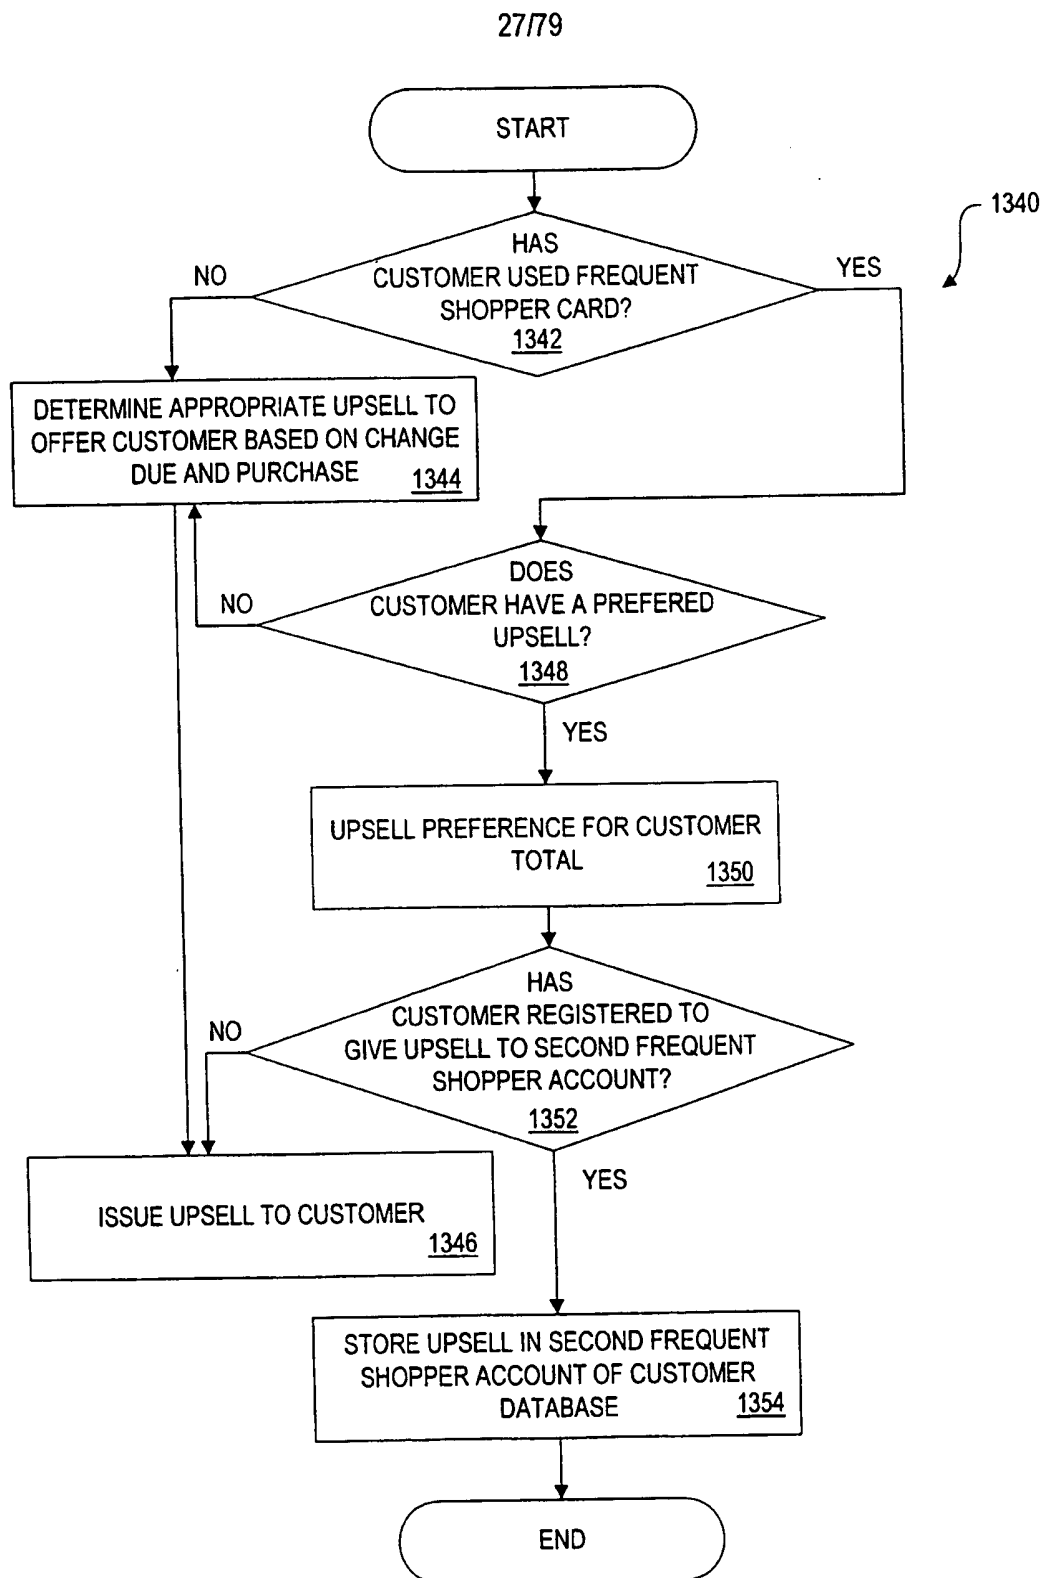 27/79
START
1340
HAS
CUSTOMER USED FREQUENT
SHOPPER CARD?
1342
NO
YES
DETERMINE APPROPRIATE UPSELL TO
OFFER CUSTOMER BASED ON CHANGE
DUE AND PURCHASE
1344
DOES
CUSTOMER HAVE A PREFERED
UPSELL?
1348
NO
YES
UPSELL PREFERENCE FOR CUSTOMER
TOTAL
1350
HAS
CUSTOMER REGISTERED TO
GIVE UPSELL TO SECOND FREQUENT
SHOPPER ACCOUNT?
1352
NO
YES
ISSUE UPSELL TO CUSTOMER
1346
STORE UPSELL IN SECOND FREQUENT
SHOPPER ACCOUNT OF CUSTOMER
DATABASE
1354
END